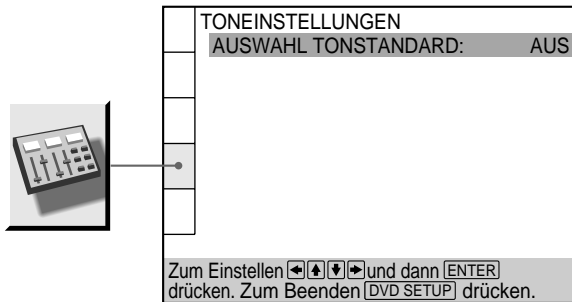 TONEINSTELLUNGEN
AUSWAHL TONSTANDARD: AUS
Zum Einstellen ←↑↓→ und dann ENTER
drücken. Zum Beenden DVD SETUP drücken.